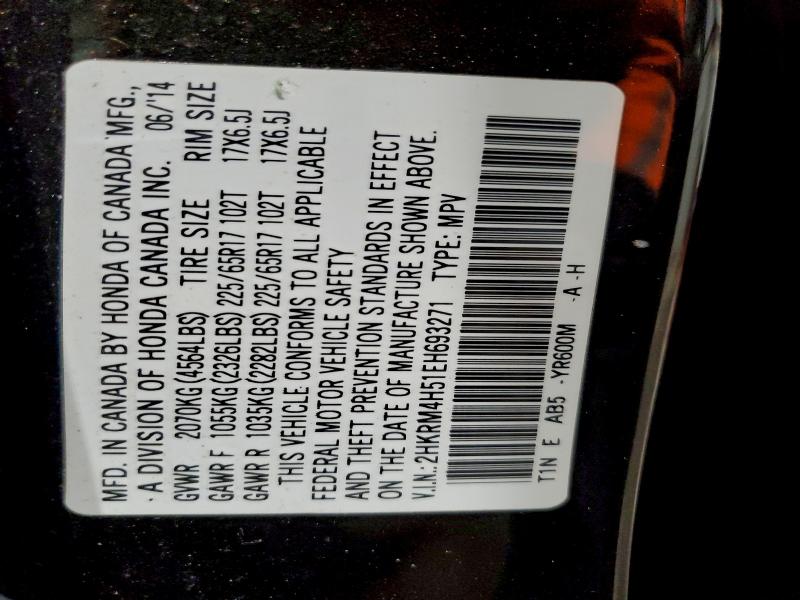 MFD. IN CANADA BY HONDA OF CANADA MFG.,
A DIVISION OF HONDA CANADA INC. 06/'14
GVWR 2070KG(4564LBS) TIRE SIZE RIM SIZE
GAWR F 1055KG(2326LBS) 225/65R17 102T 17X6.5J
GAWR R 1035KG(2282LBS) 225/65R17 102T 17X6.5J
THIS VEHICLE CONFORMS TO ALL APPLICABLE
FEDERAL MOTOR VEHICLE SAFETY
AND THEFT PREVENTION STANDARDS IN EFFECT
ON THE DATE OF MANUFACTURE SHOWN ABOVE.
V.I.N.: 2HKRM4H51EH693271 TYPE: MPV
T1N E AB5 -YR600M -A -H